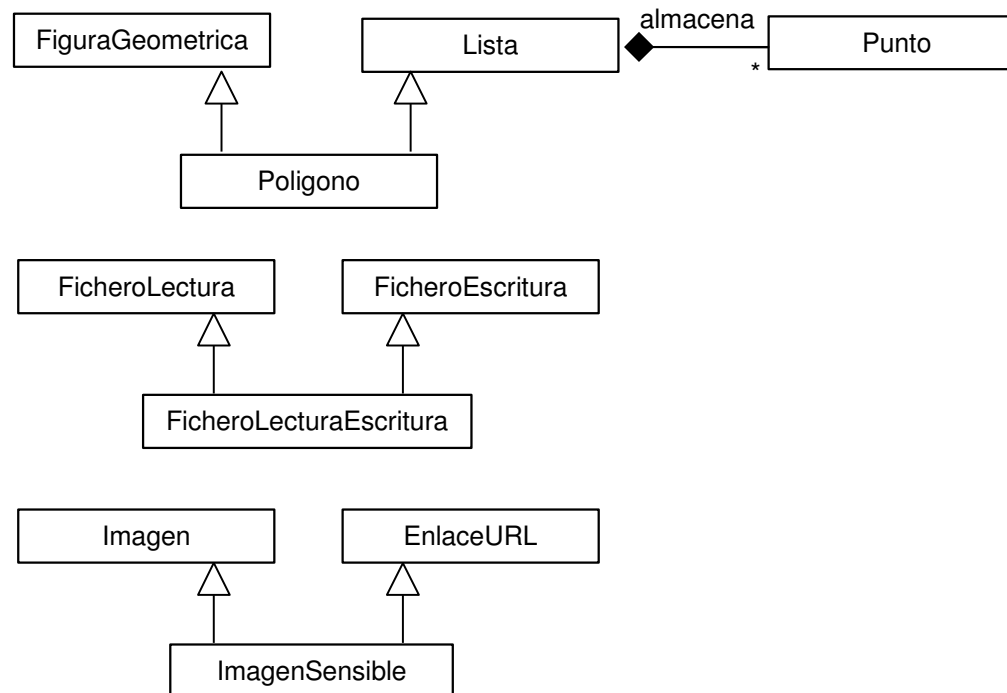 FiguraGeometrica
Lista
almacena
*
Punto
Poligono
FicheroLectura
FicheroEscritura
FicheroLecturaEscritura
Imagen
EnlaceURL
ImagenSensible